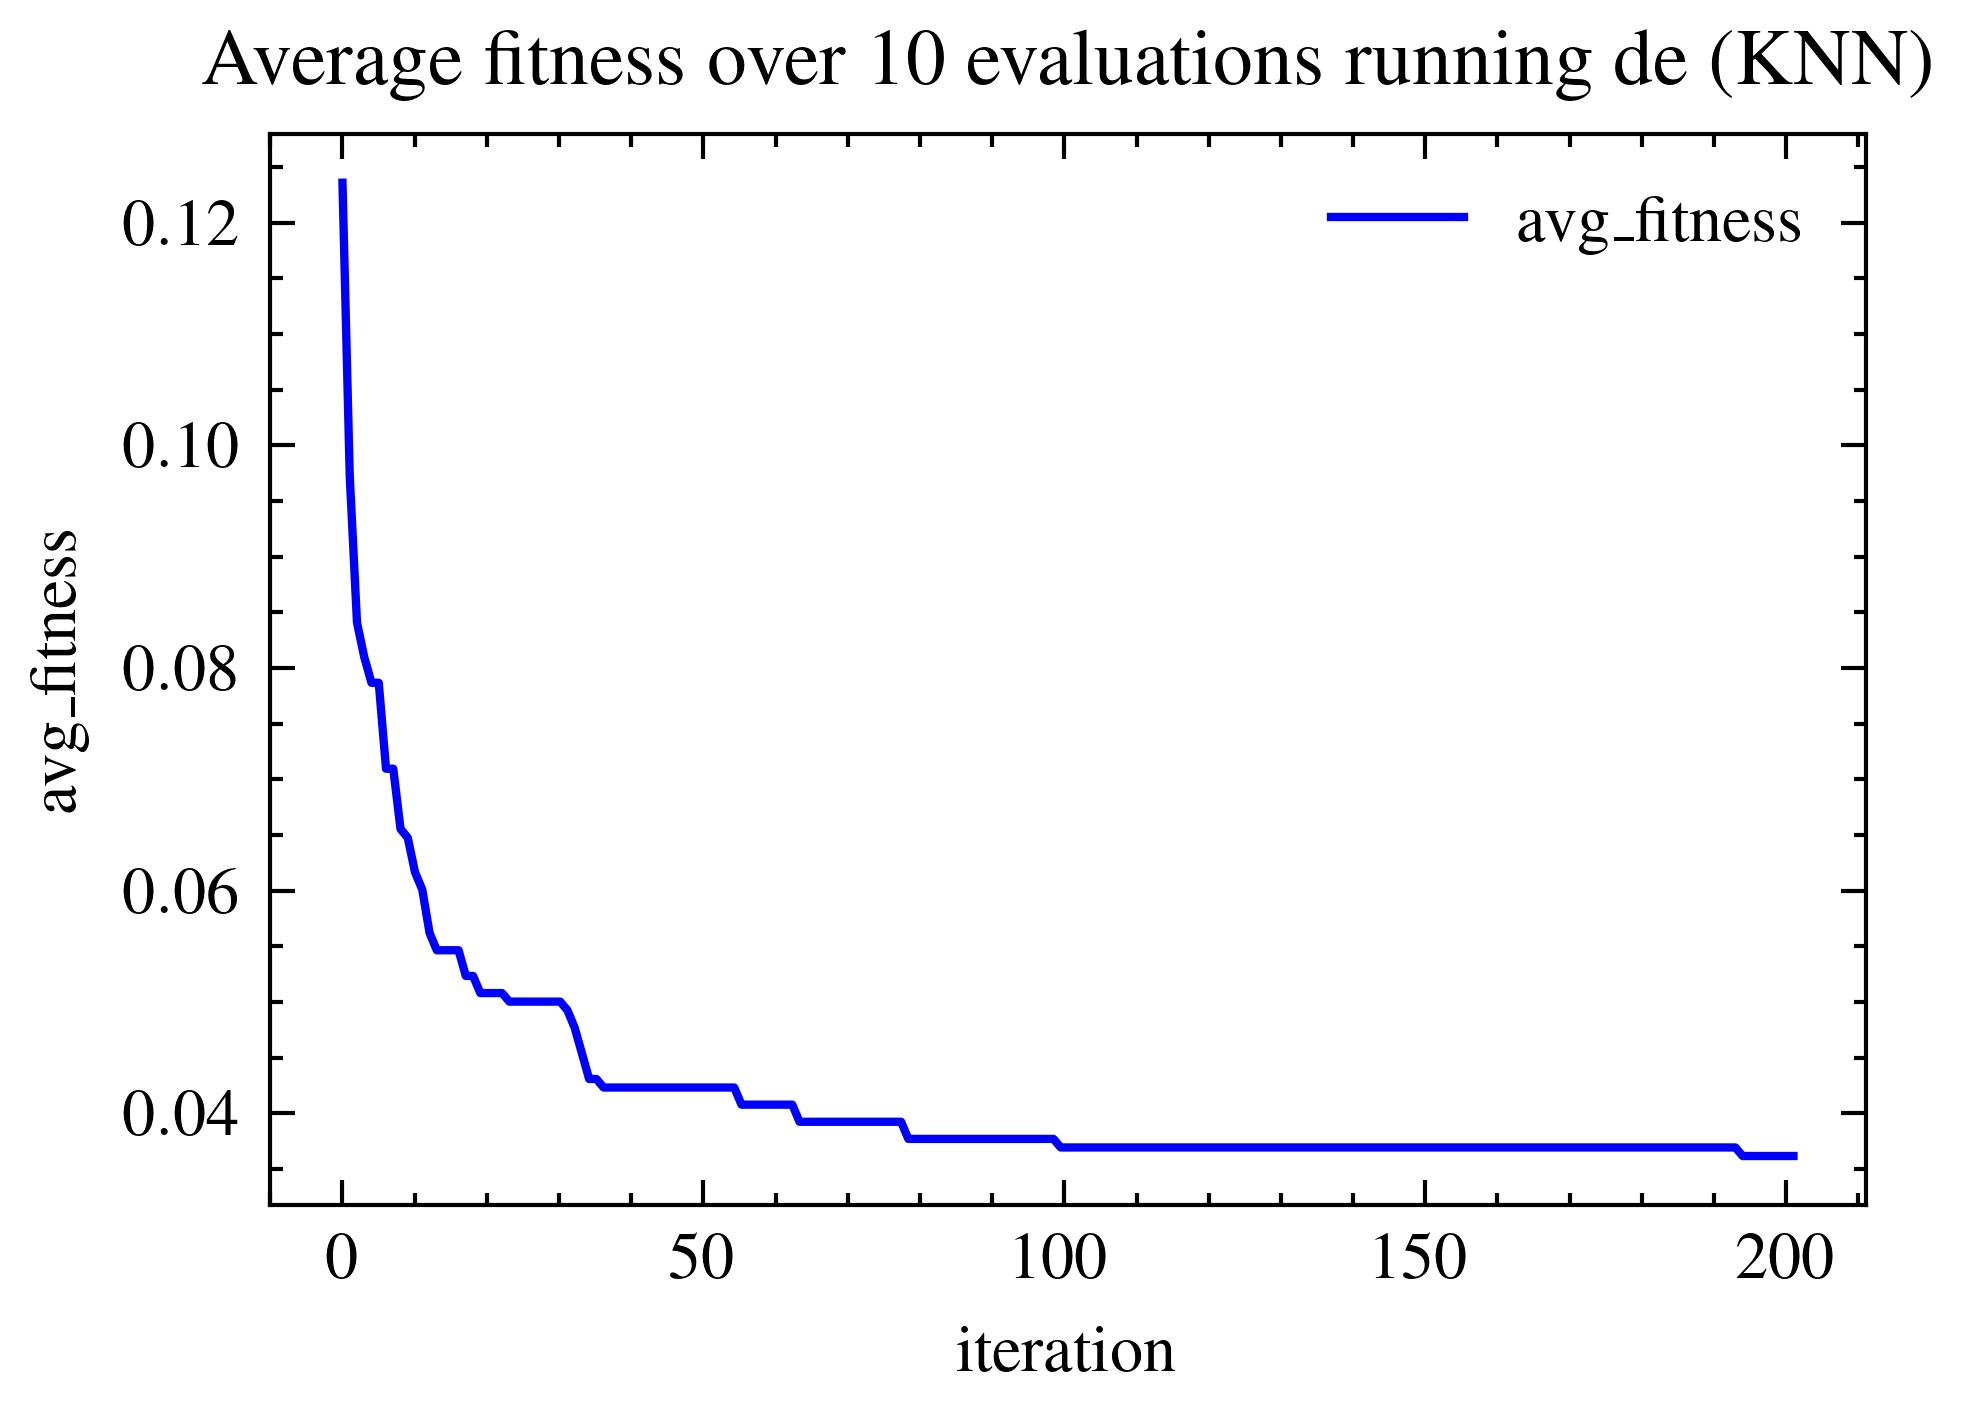 Average fitness over 10 evaluations running de (KNN)
avg_fitness
0.12
0.10
0.08
0.06
0.04
avg_fitness
0 50 100 150 200
iteration